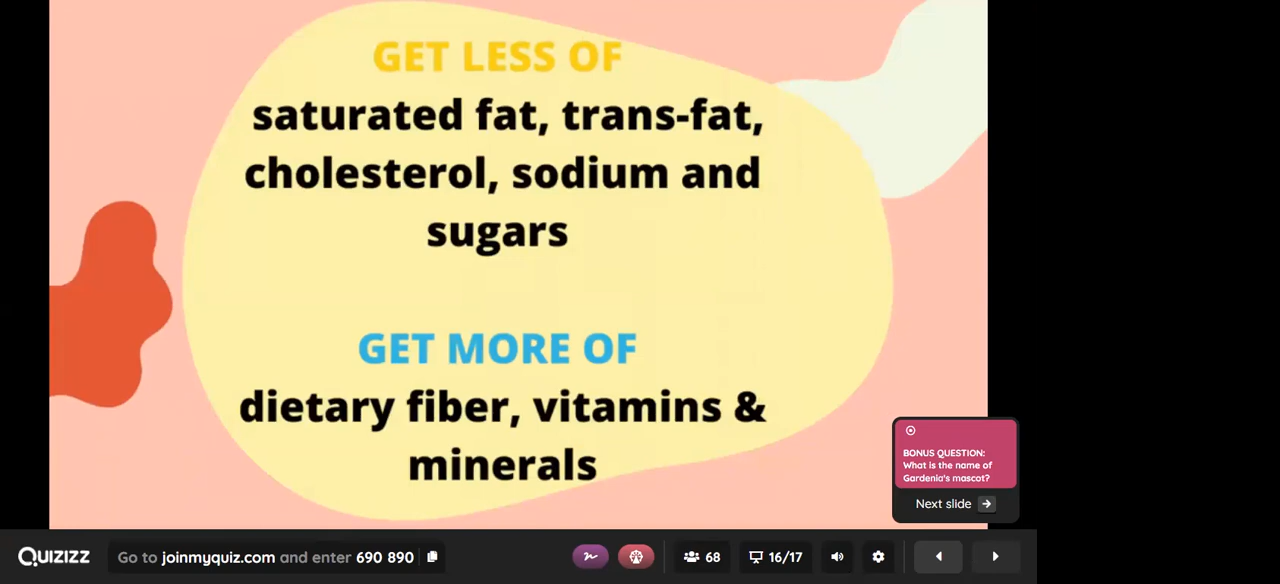 GET LESS OF
saturated fat, trans-fat,
cholesterol, sodium and
sugars
GET MORE OF
dietary fiber, vitamins &
minerals
BONUS QUESTION:
What is the name of
Gardenia's mascot?
Next slide
Quizizz
Go to joinmyquiz.com and enter 690 890
68
16/17